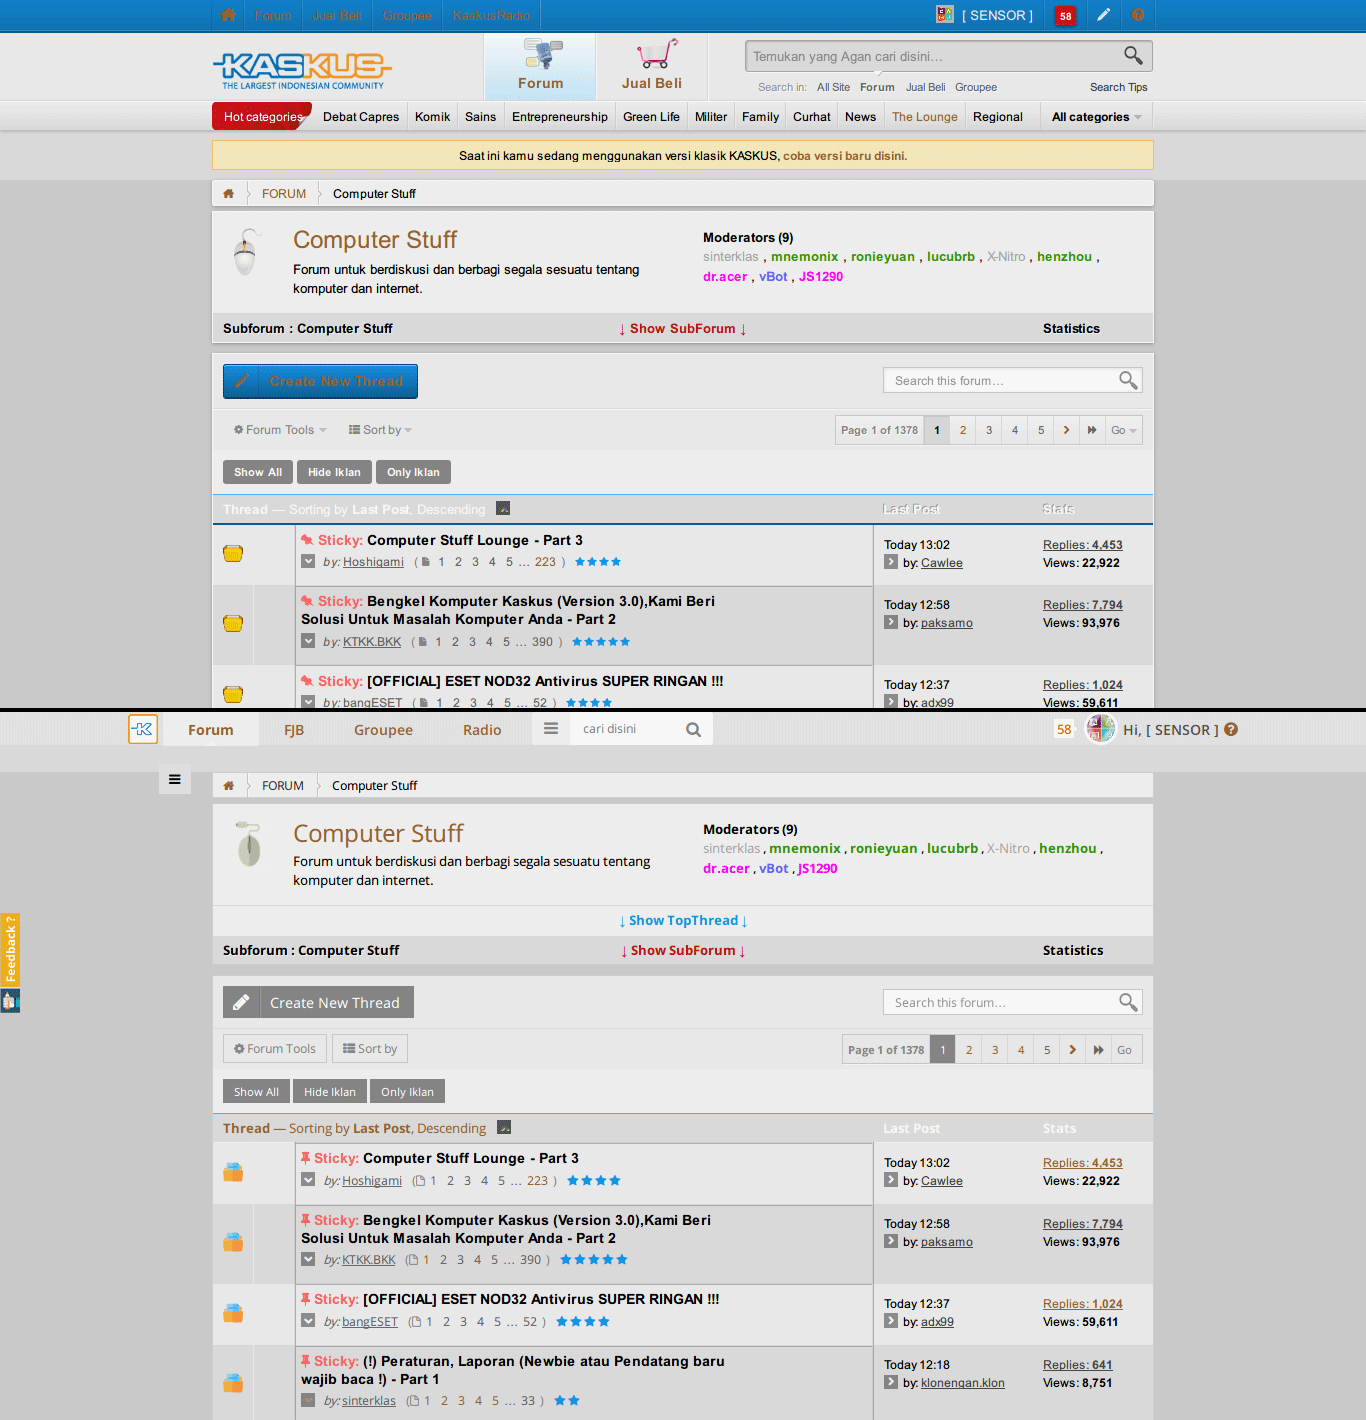 Forum Jual Beli Groupee KaskusRadio [ SENSOR ] 58
KASKUS
THE LARGEST INDONESIAN COMMUNITY
Forum Jual Beli
Temukan yang Agan cari disini...
Search in: All Site Forum Jual Beli Groupee Search Tips
Hot categories Debat Capres Komik Sains Entrepreneurship Green Life Militer Family Curhat News The Lounge Regional All categories
Saat ini kamu sedang menggunakan versi klasik KASKUS, coba versi baru disini.
FORUM Computer Stuff
Computer Stuff
Forum untuk berdiskusi dan berbagi segala sesuatu tentang
komputer dan internet.
Moderators (9)
sinterklas , mnemonix , ronieyuan , lucubrb , X-Nitro , henzhou ,
dr.acer , vBot , JS1290
Subforum : Computer Stuff ↓ Show SubForum ↓ Statistics
Create New Thread Search this forum...
Forum Tools Sort by Page 1 of 1378 1 2 3 4 5 Go
Show All Hide Iklan Only Iklan
Thread — Sorting by Last Post, Descending Last Post Stats
Sticky: Computer Stuff Lounge - Part 3
by: Hoshigami ( 1 2 3 4 5 ... 223 )
Today 13:02
by: Cawlee
Replies: 4,453
Views: 22,922
Sticky: Bengkel Komputer Kaskus (Version 3.0),Kami Beri
Solusi Untuk Masalah Komputer Anda - Part 2
by: KTKK.BKK ( 1 2 3 4 5 ... 390 )
Today 12:58
by: paksamo
Replies: 7,794
Views: 93,976
Sticky: [OFFICIAL] ESET NOD32 Antivirus SUPER RINGAN !!!
by: bangESET ( 1 2 3 4 5 ... 52 )
Today 12:37
by: adx99
Replies: 1,024
Views: 59,611
K Forum FJB Groupee Radio cari disini 58 Hi, [ SENSOR ]
FORUM Computer Stuff
Computer Stuff
Forum untuk berdiskusi dan berbagi segala sesuatu tentang
komputer dan internet.
Moderators (9)
sinterklas , mnemonix , ronieyuan , lucubrb , X-Nitro , henzhou ,
dr.acer , vBot , JS1290
↓ Show TopThread ↓
Feedback ?
Subforum : Computer Stuff ↓ Show SubForum ↓ Statistics
Create New Thread Search this forum...
Forum Tools Sort by Page 1 of 1378 1 2 3 4 5 Go
Show All Hide Iklan Only Iklan
Thread — Sorting by Last Post, Descending Last Post Stats
Sticky: Computer Stuff Lounge - Part 3
by: Hoshigami ( 1 2 3 4 5 ... 223 )
Today 13:02
by: Cawlee
Replies: 4,453
Views: 22,922
Sticky: Bengkel Komputer Kaskus (Version 3.0),Kami Beri
Solusi Untuk Masalah Komputer Anda - Part 2
by: KTKK.BKK ( 1 2 3 4 5 ... 390 )
Today 12:58
by: paksamo
Replies: 7,794
Views: 93,976
Sticky: [OFFICIAL] ESET NOD32 Antivirus SUPER RINGAN !!!
by: bangESET ( 1 2 3 4 5 ... 52 )
Today 12:37
by: adx99
Replies: 1,024
Views: 59,611
Sticky: (!) Peraturan, Laporan (Newbie atau Pendatang baru
wajib baca !) - Part 1
by: sinterklas ( 1 2 3 4 5 ... 33 )
Today 12:18
by: klonengan.klon
Replies: 641
Views: 8,751